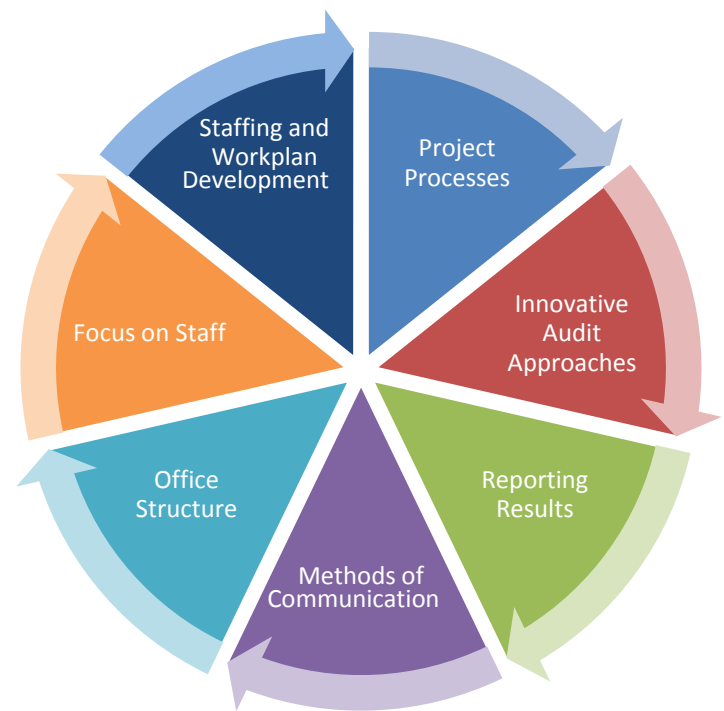 Staffing and
Workplan
Development
Project
Processes
Innovative
Audit
Approaches
Reporting
Results
Methods of
Communication
Office
Structure
Focus on Staff